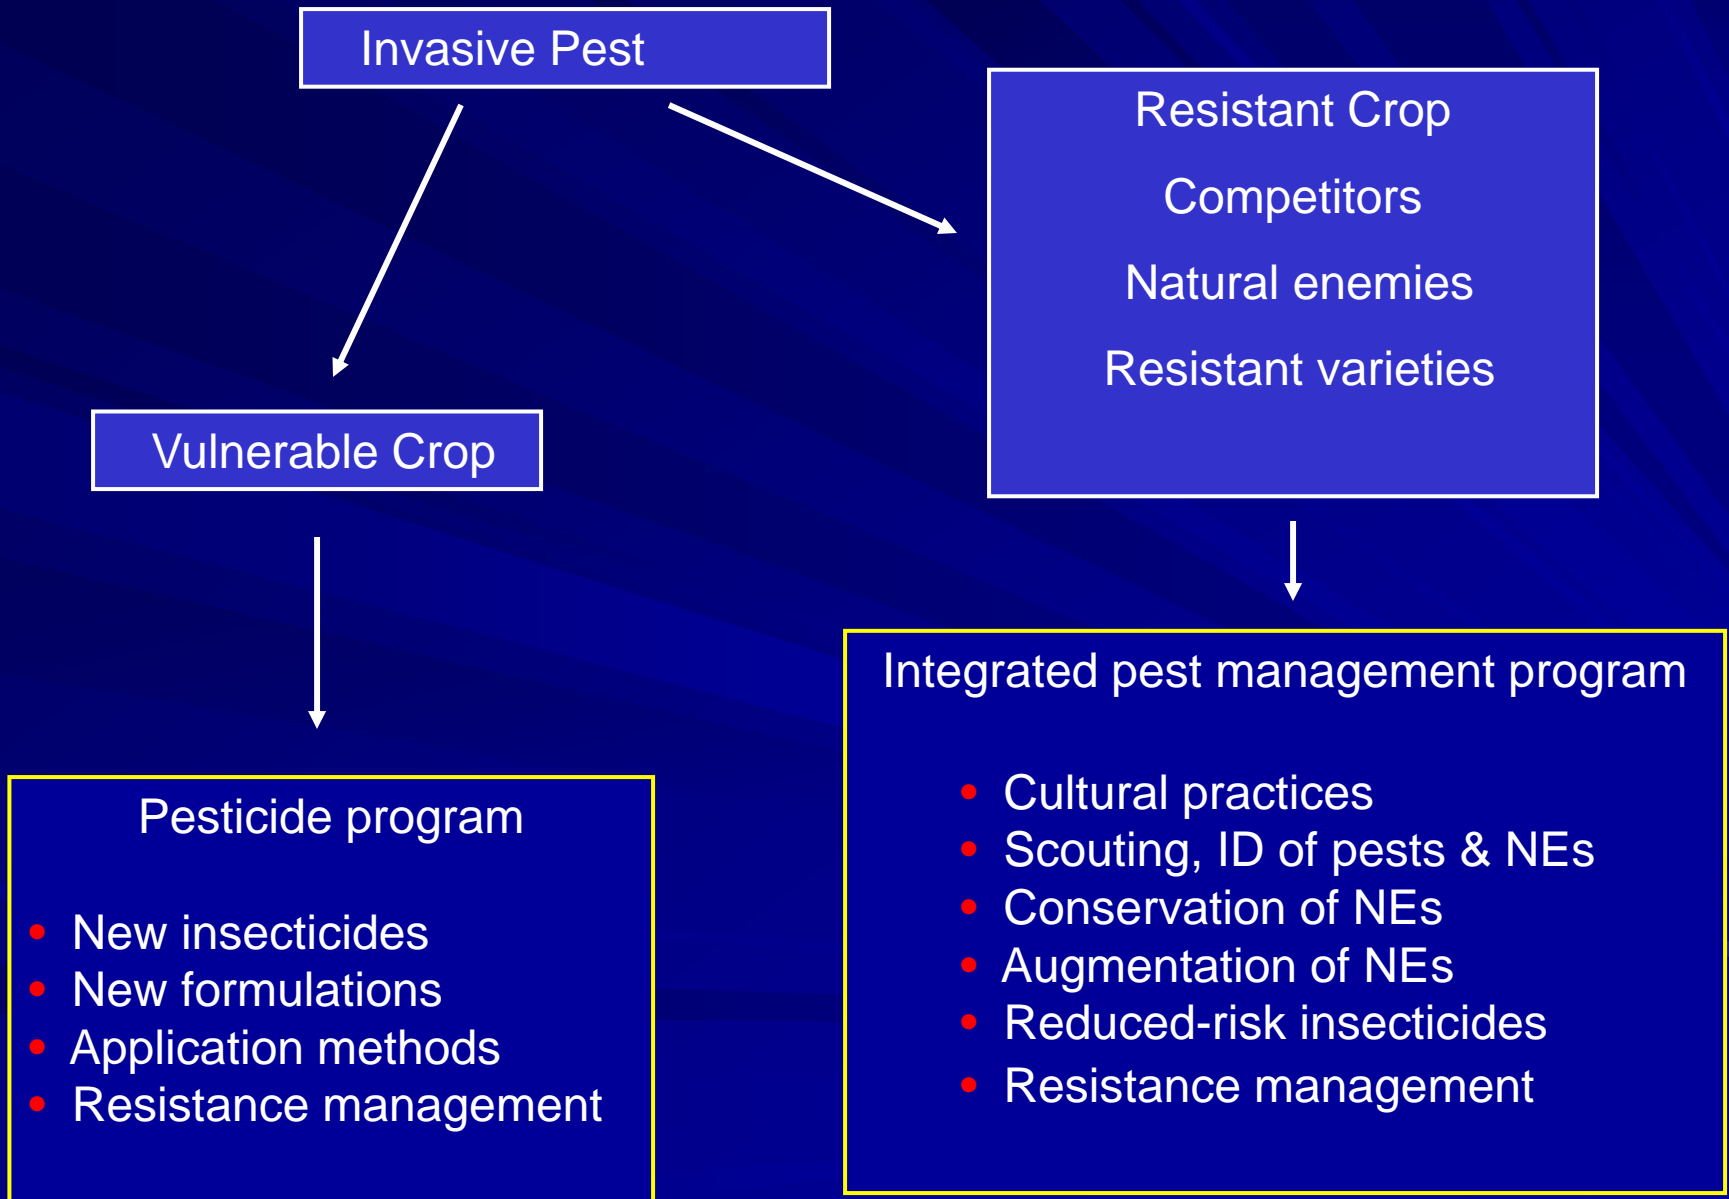 Invasive Pest
Resistant Crop
Competitors
Natural enemies
Resistant varieties
Vulnerable Crop
Integrated pest management program
• Cultural practices
• Scouting, ID of pests & NEs
• Conservation of NEs
• Augmentation of NEs
• Reduced-risk insecticides
• Resistance management
Pesticide program
• New insecticides
• New formulations
• Application methods
• Resistance management